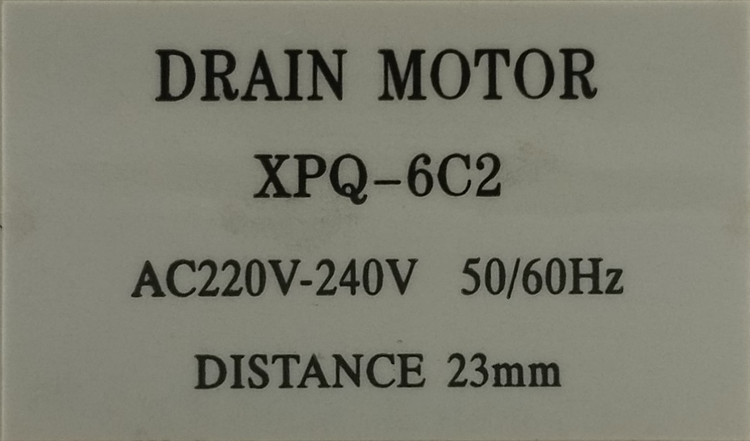 DRAIN MOTOR
XPQ-6C2
AC220V-240V 50/60Hz
DISTANCE 23mm